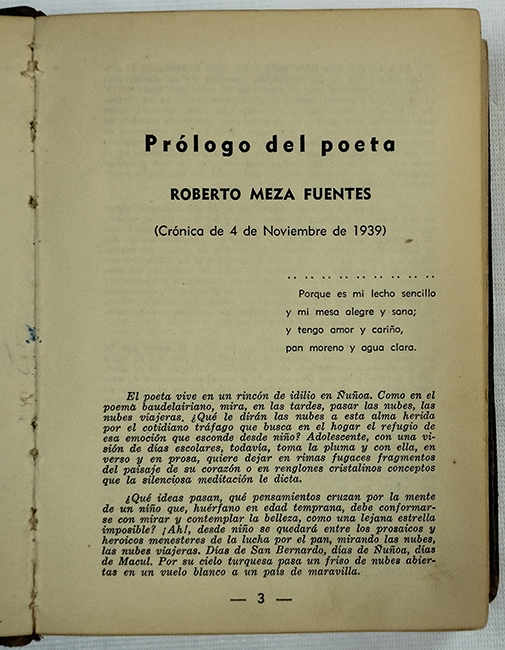 Prólogo del poeta
ROBERTO MEZA FUENTES
(Crónica de 4 de Noviembre de 1939)
.. .. .. .. .. .. .. .. .. ..
Porque es mi lecho sencillo
y mi mesa alegre y sana;
y tengo amor y cariño,
pan moreno y agua clara.
El poeta vive en un rincón de idilio en Ñuñoa. Como en el
poema baudelairiano, mira, en las tardes, pasar las nubes, las
nubes viajeras. ¿Qué le dirán las nubes a esta alma herida
por el cotidiano tráfago que busca en el hogar el refugio de
esa emoción que esconde desde niño? Adolescente, con una vi-
sión de días escolares, todavía, toma la pluma y con ella, en
verso y en prosa, quiere dejar en rimas fugaces fragmentos
del paisaje de su corazón o en renglones cristalinos conceptos
que la silenciosa meditación le dicta.
¿Qué ideas pasan, qué pensamientos cruzan por la mente
de un niño que, huérfano en edad temprana, debe conformar-
se con mirar y contemplar la belleza, como una lejana estrella
imposible? ¡Ah!, desde niño se quedará entre los prosaicos y
heroicos menesteres de la lucha por el pan, mirando las nubes,
las nubes viajeras. Días de San Bernardo, días de Ñuñoa, días
de Macul. Por su cielo turquesa pasa un friso de nubes abier-
tas en un vuelo blanco a un país de maravilla.
— 3 —